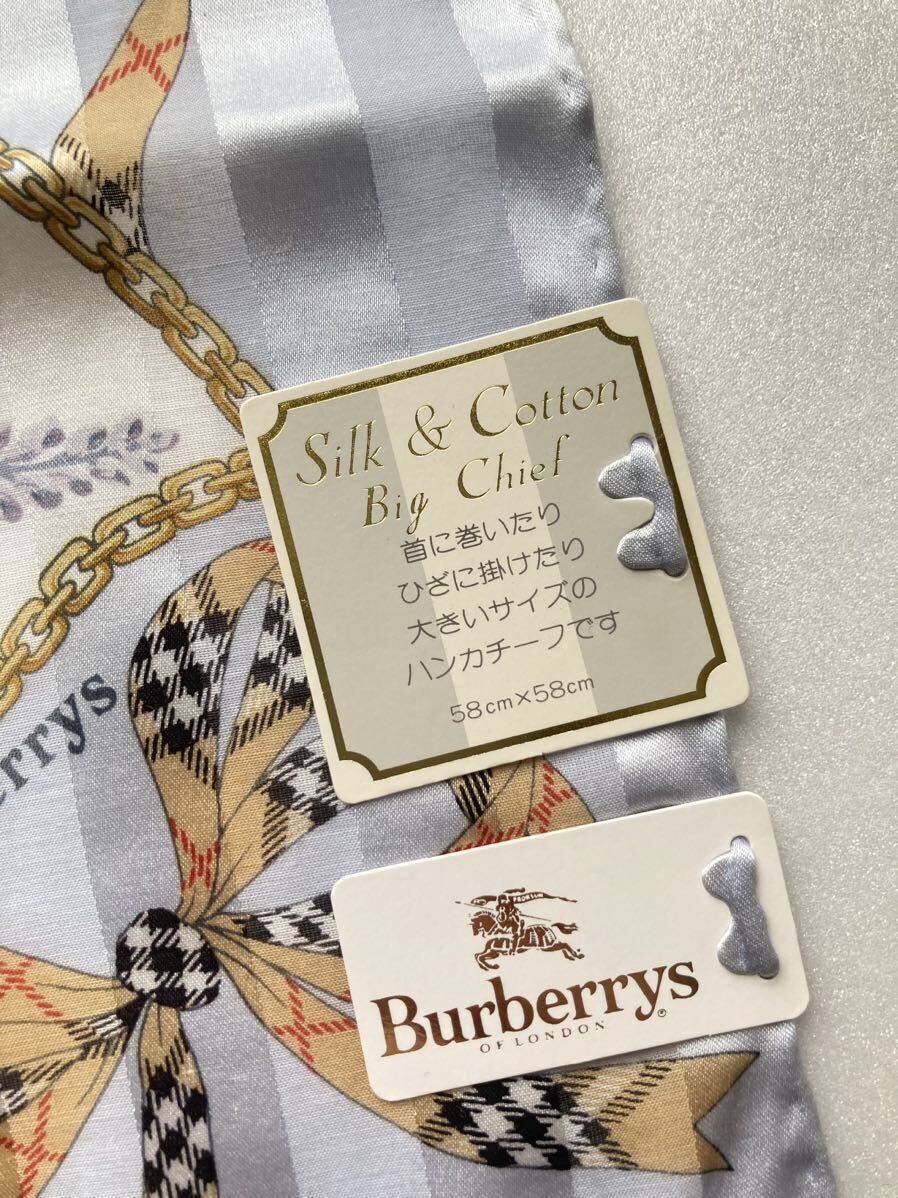 Silk & Cotton
Big Chief
首に巻いたり
ひざに掛けたり
大きいサイズの
ハンカチーフです
58cm×58cm
rrys
PRORSUM
Burberrys®
OF LONDON